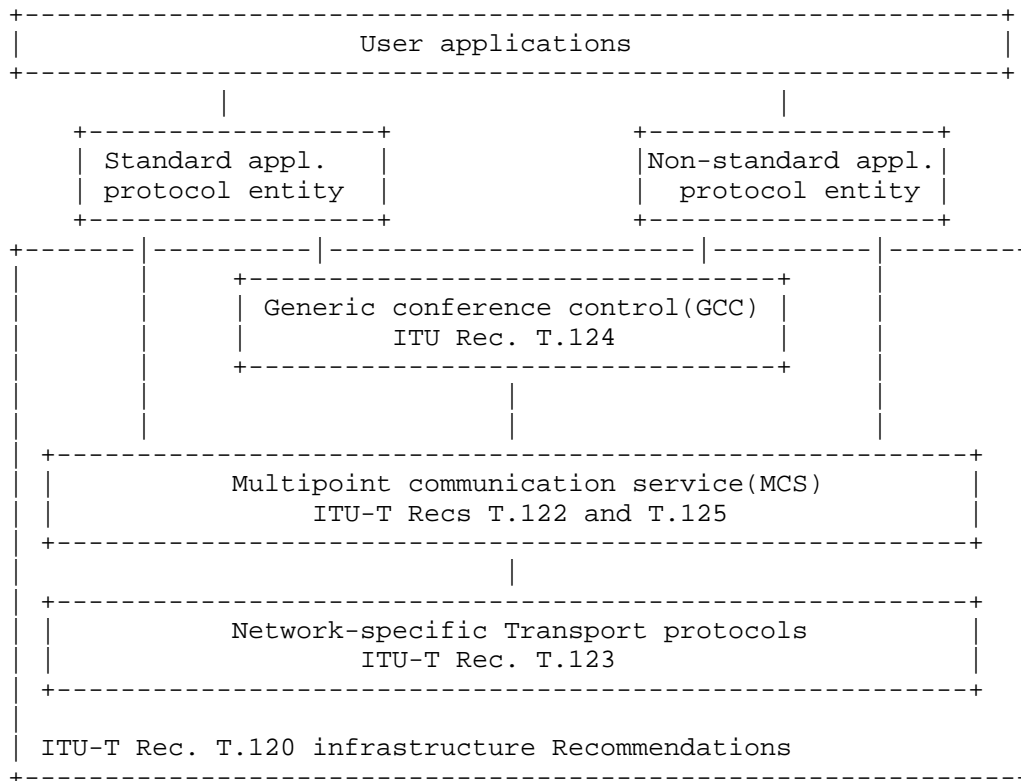 User applications
Standard appl. Non-standard appl.
protocol entity protocol entity
Generic conference control(GCC)
ITU Rec. T.124
Multipoint communication service(MCS)
ITU-T Recs T.122 and T.125
Network-specific Transport protocols
ITU-T Rec. T.123
ITU-T Rec. T.120 infrastructure Recommendations